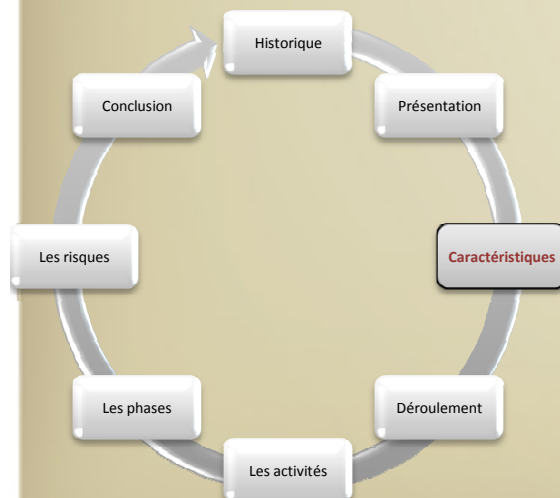 Historique
Présentation
Caractéristiques
Déroulement
Les activités
Les phases
Les risques
Conclusion